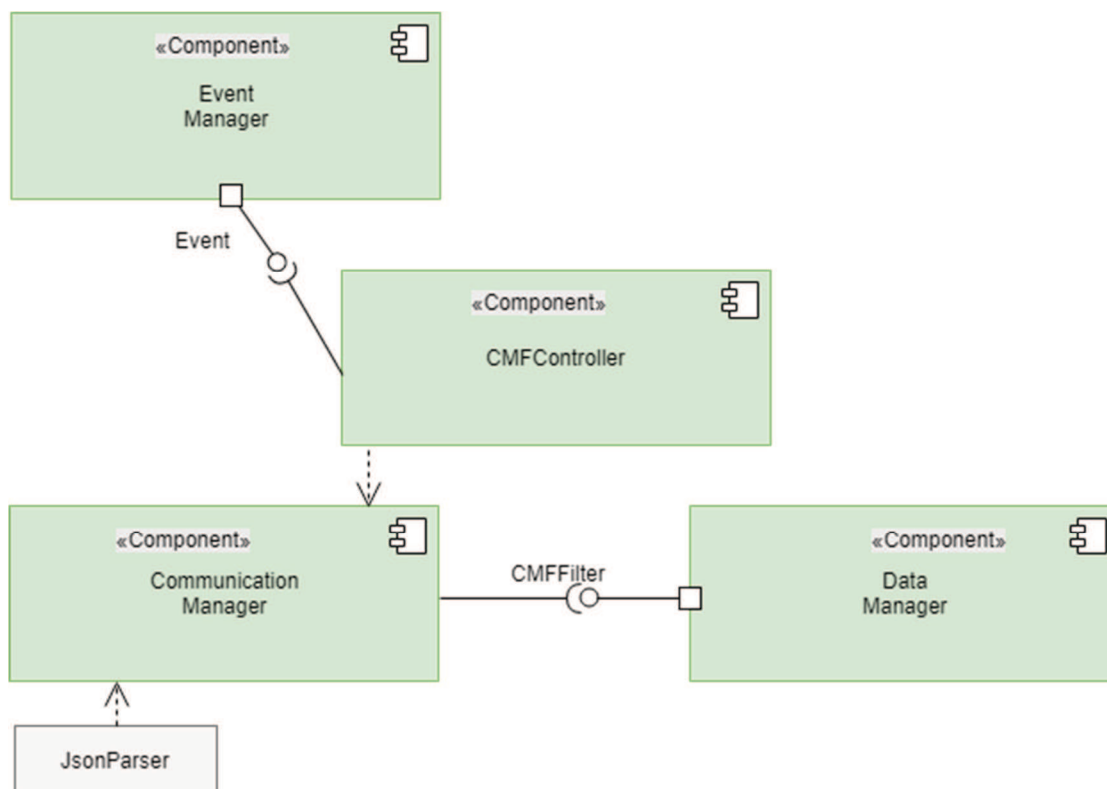 «Component»
Event
Manager
Event
«Component»
CMFController
«Component»
Communication
Manager
CMFFilter
«Component»
Data
Manager
JsonParser